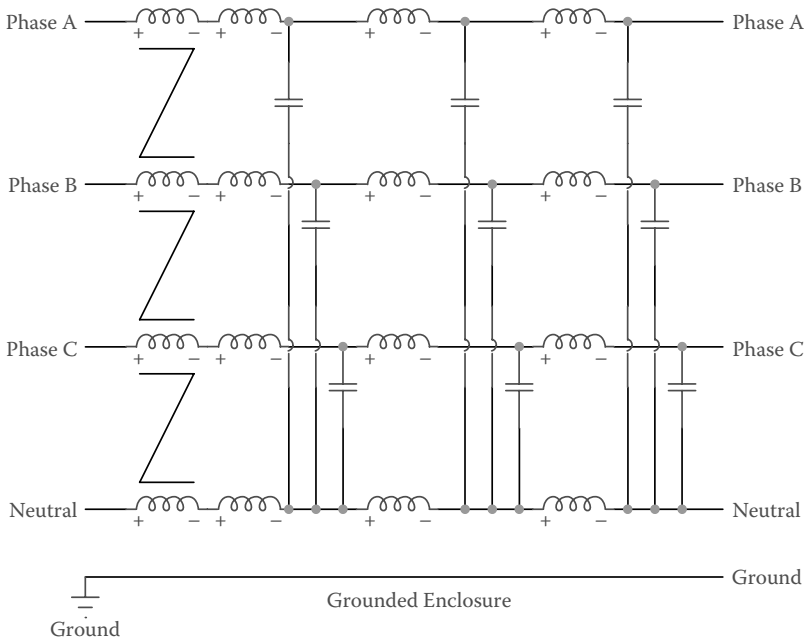 Phase A
Phase A
+ − + − + − + −
Phase B
Phase B
+ − + − + − + −
Phase C
Phase C
+ − + − + − + −
Neutral
Neutral
+ − + − + − + −
Ground
Grounded Enclosure
Ground